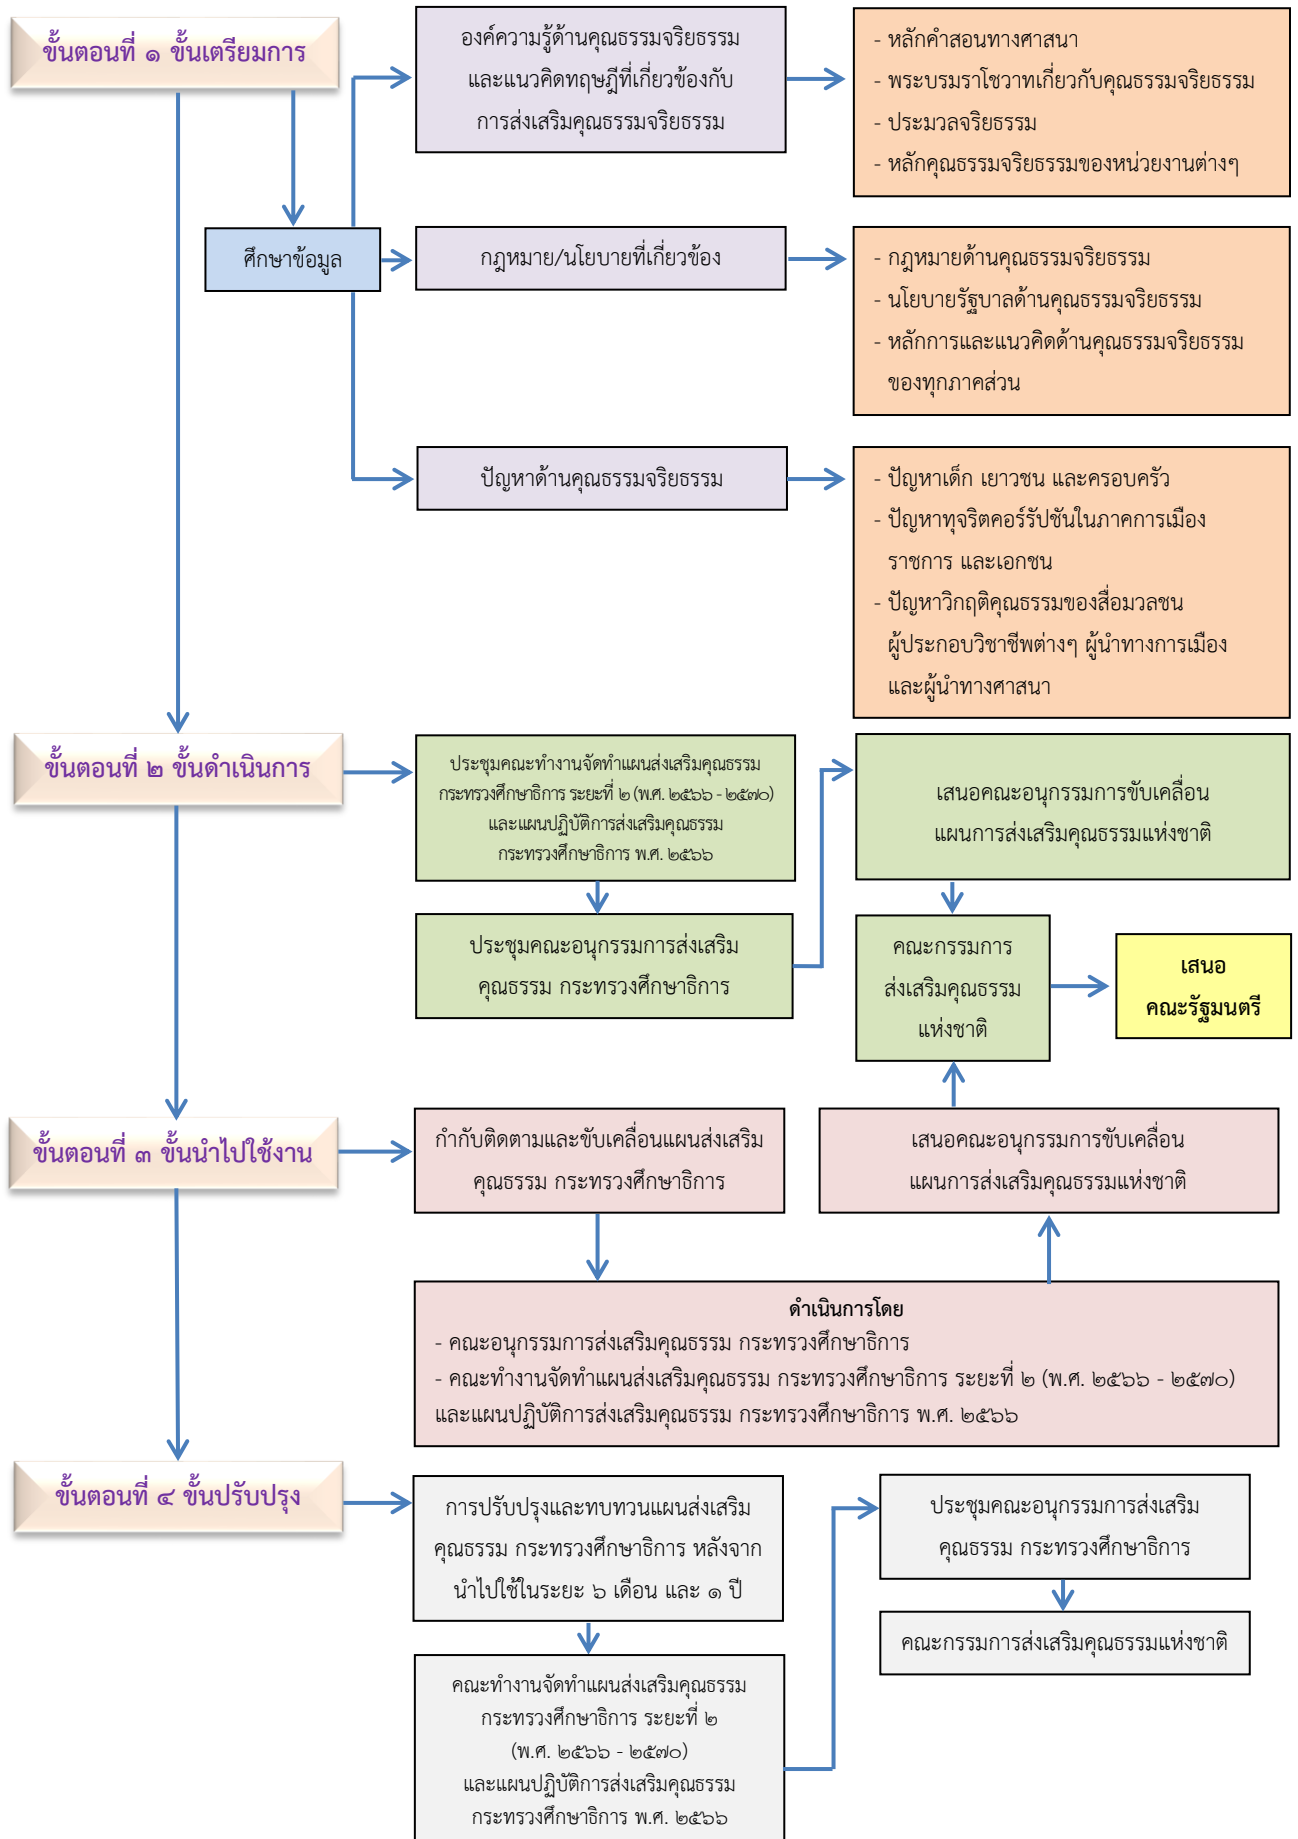 ขั้นตอนที่ ๑ ขั้นเตรียมการ
องค์ความรู้ด้านคุณธรรมจริยธรรม
และแนวคิดทฤษฎีที่เกี่ยวข้องกับ
การส่งเสริมคุณธรรมจริยธรรม
- หลักคำสอนทางศาสนา
- พระบรมราโชวาทเกี่ยวกับคุณธรรมจริยธรรม
- ประมวลจริยธรรม
- หลักคุณธรรมจริยธรรมของหน่วยงานต่างๆ
ศึกษาข้อมูล
กฎหมาย/นโยบายที่เกี่ยวข้อง
- กฎหมายด้านคุณธรรมจริยธรรม
- นโยบายรัฐบาลด้านคุณธรรมจริยธรรม
- หลักการและแนวคิดด้านคุณธรรมจริยธรรม
ของทุกภาคส่วน
ปัญหาด้านคุณธรรมจริยธรรม
- ปัญหาเด็ก เยาวชน และครอบครัว
- ปัญหาทุจริตคอร์รัปชันในภาคการเมือง
ราชการ และเอกชน
- ปัญหาวิกฤติคุณธรรมของสื่อมวลชน
ผู้ประกอบวิชาชีพต่างๆ ผู้นำทางการเมือง
และผู้นำทางศาสนา
ขั้นตอนที่ ๒ ขั้นดำเนินการ
ประชุมคณะทำงานจัดทำแผนส่งเสริมคุณธรรม
กระทรวงศึกษาธิการ ระยะที่ ๒ (พ.ศ. ๒๕๖๖ - ๒๕๗๐)
และแผนปฏิบัติการส่งเสริมคุณธรรม
กระทรวงศึกษาธิการ พ.ศ. ๒๕๖๖
เสนอคณะอนุกรรมการขับเคลื่อน
แผนการส่งเสริมคุณธรรมแห่งชาติ
ประชุมคณะอนุกรรมการส่งเสริม
คุณธรรม กระทรวงศึกษาธิการ
คณะกรรมการ
ส่งเสริมคุณธรรม
แห่งชาติ
เสนอ
คณะรัฐมนตรี
ขั้นตอนที่ ๓ ขั้นนำไปใช้งาน
กำกับติดตามและขับเคลื่อนแผนส่งเสริม
คุณธรรม กระทรวงศึกษาธิการ
เสนอคณะอนุกรรมการขับเคลื่อน
แผนการส่งเสริมคุณธรรมแห่งชาติ
ดำเนินการโดย
- คณะอนุกรรมการส่งเสริมคุณธรรม กระทรวงศึกษาธิการ
- คณะทำงานจัดทำแผนส่งเสริมคุณธรรม กระทรวงศึกษาธิการ ระยะที่ ๒ (พ.ศ. ๒๕๖๖ - ๒๕๗๐)
และแผนปฏิบัติการส่งเสริมคุณธรรม กระทรวงศึกษาธิการ พ.ศ. ๒๕๖๖
ขั้นตอนที่ ๔ ขั้นปรับปรุง
การปรับปรุงและทบทวนแผนส่งเสริม
คุณธรรม กระทรวงศึกษาธิการ หลังจาก
นำไปใช้ในระยะ ๖ เดือน และ ๑ ปี
ประชุมคณะอนุกรรมการส่งเสริม
คุณธรรม กระทรวงศึกษาธิการ
คณะกรรมการส่งเสริมคุณธรรมแห่งชาติ
คณะทำงานจัดทำแผนส่งเสริมคุณธรรม
กระทรวงศึกษาธิการ ระยะที่ ๒
(พ.ศ. ๒๕๖๖ - ๒๕๗๐)
และแผนปฏิบัติการส่งเสริมคุณธรรม
กระทรวงศึกษาธิการ พ.ศ. ๒๕๖๖